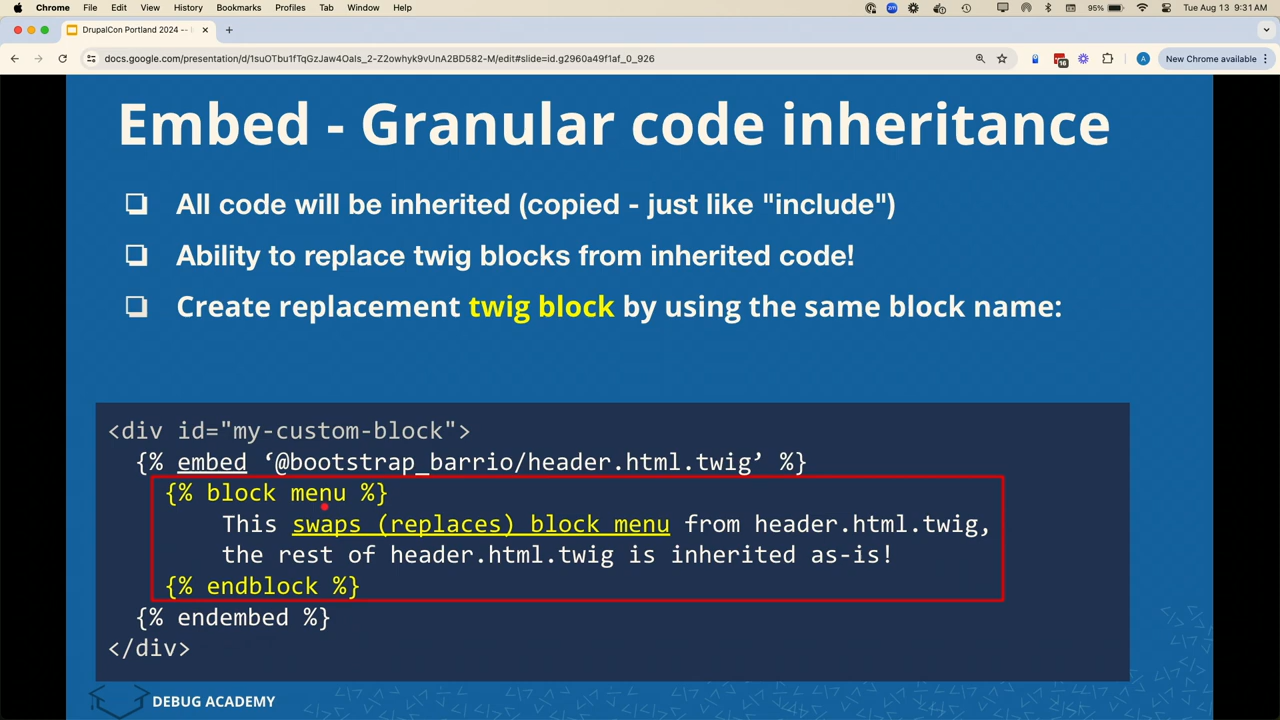 Chrome File Edit View History Bookmarks Profiles Tab Window Help 95% Tue Aug 13 9:31 AM
DrupalCon Portland 2024 -- 
docs.google.com/presentation/d/1suOTbu1fTqGzJaw4Oals_2-Z2owhyk9vUnA2BD582-M/edit#slide=id.g2960a49f1af_0_926 16 A New Chrome available
Embed - Granular code inheritance
❏ All code will be inherited (copied - just like "include")
❏ Ability to replace twig blocks from inherited code!
❏ Create replacement twig block by using the same block name:
<div id="my-custom-block">
{% embed ‘@bootstrap_barrio/header.html.twig’ %}
{% block menu %}
This swaps (replaces) block menu from header.html.twig,
the rest of header.html.twig is inherited as-is!
{% endblock %}
{% endembed %}
</div>
DEBUG ACADEMY